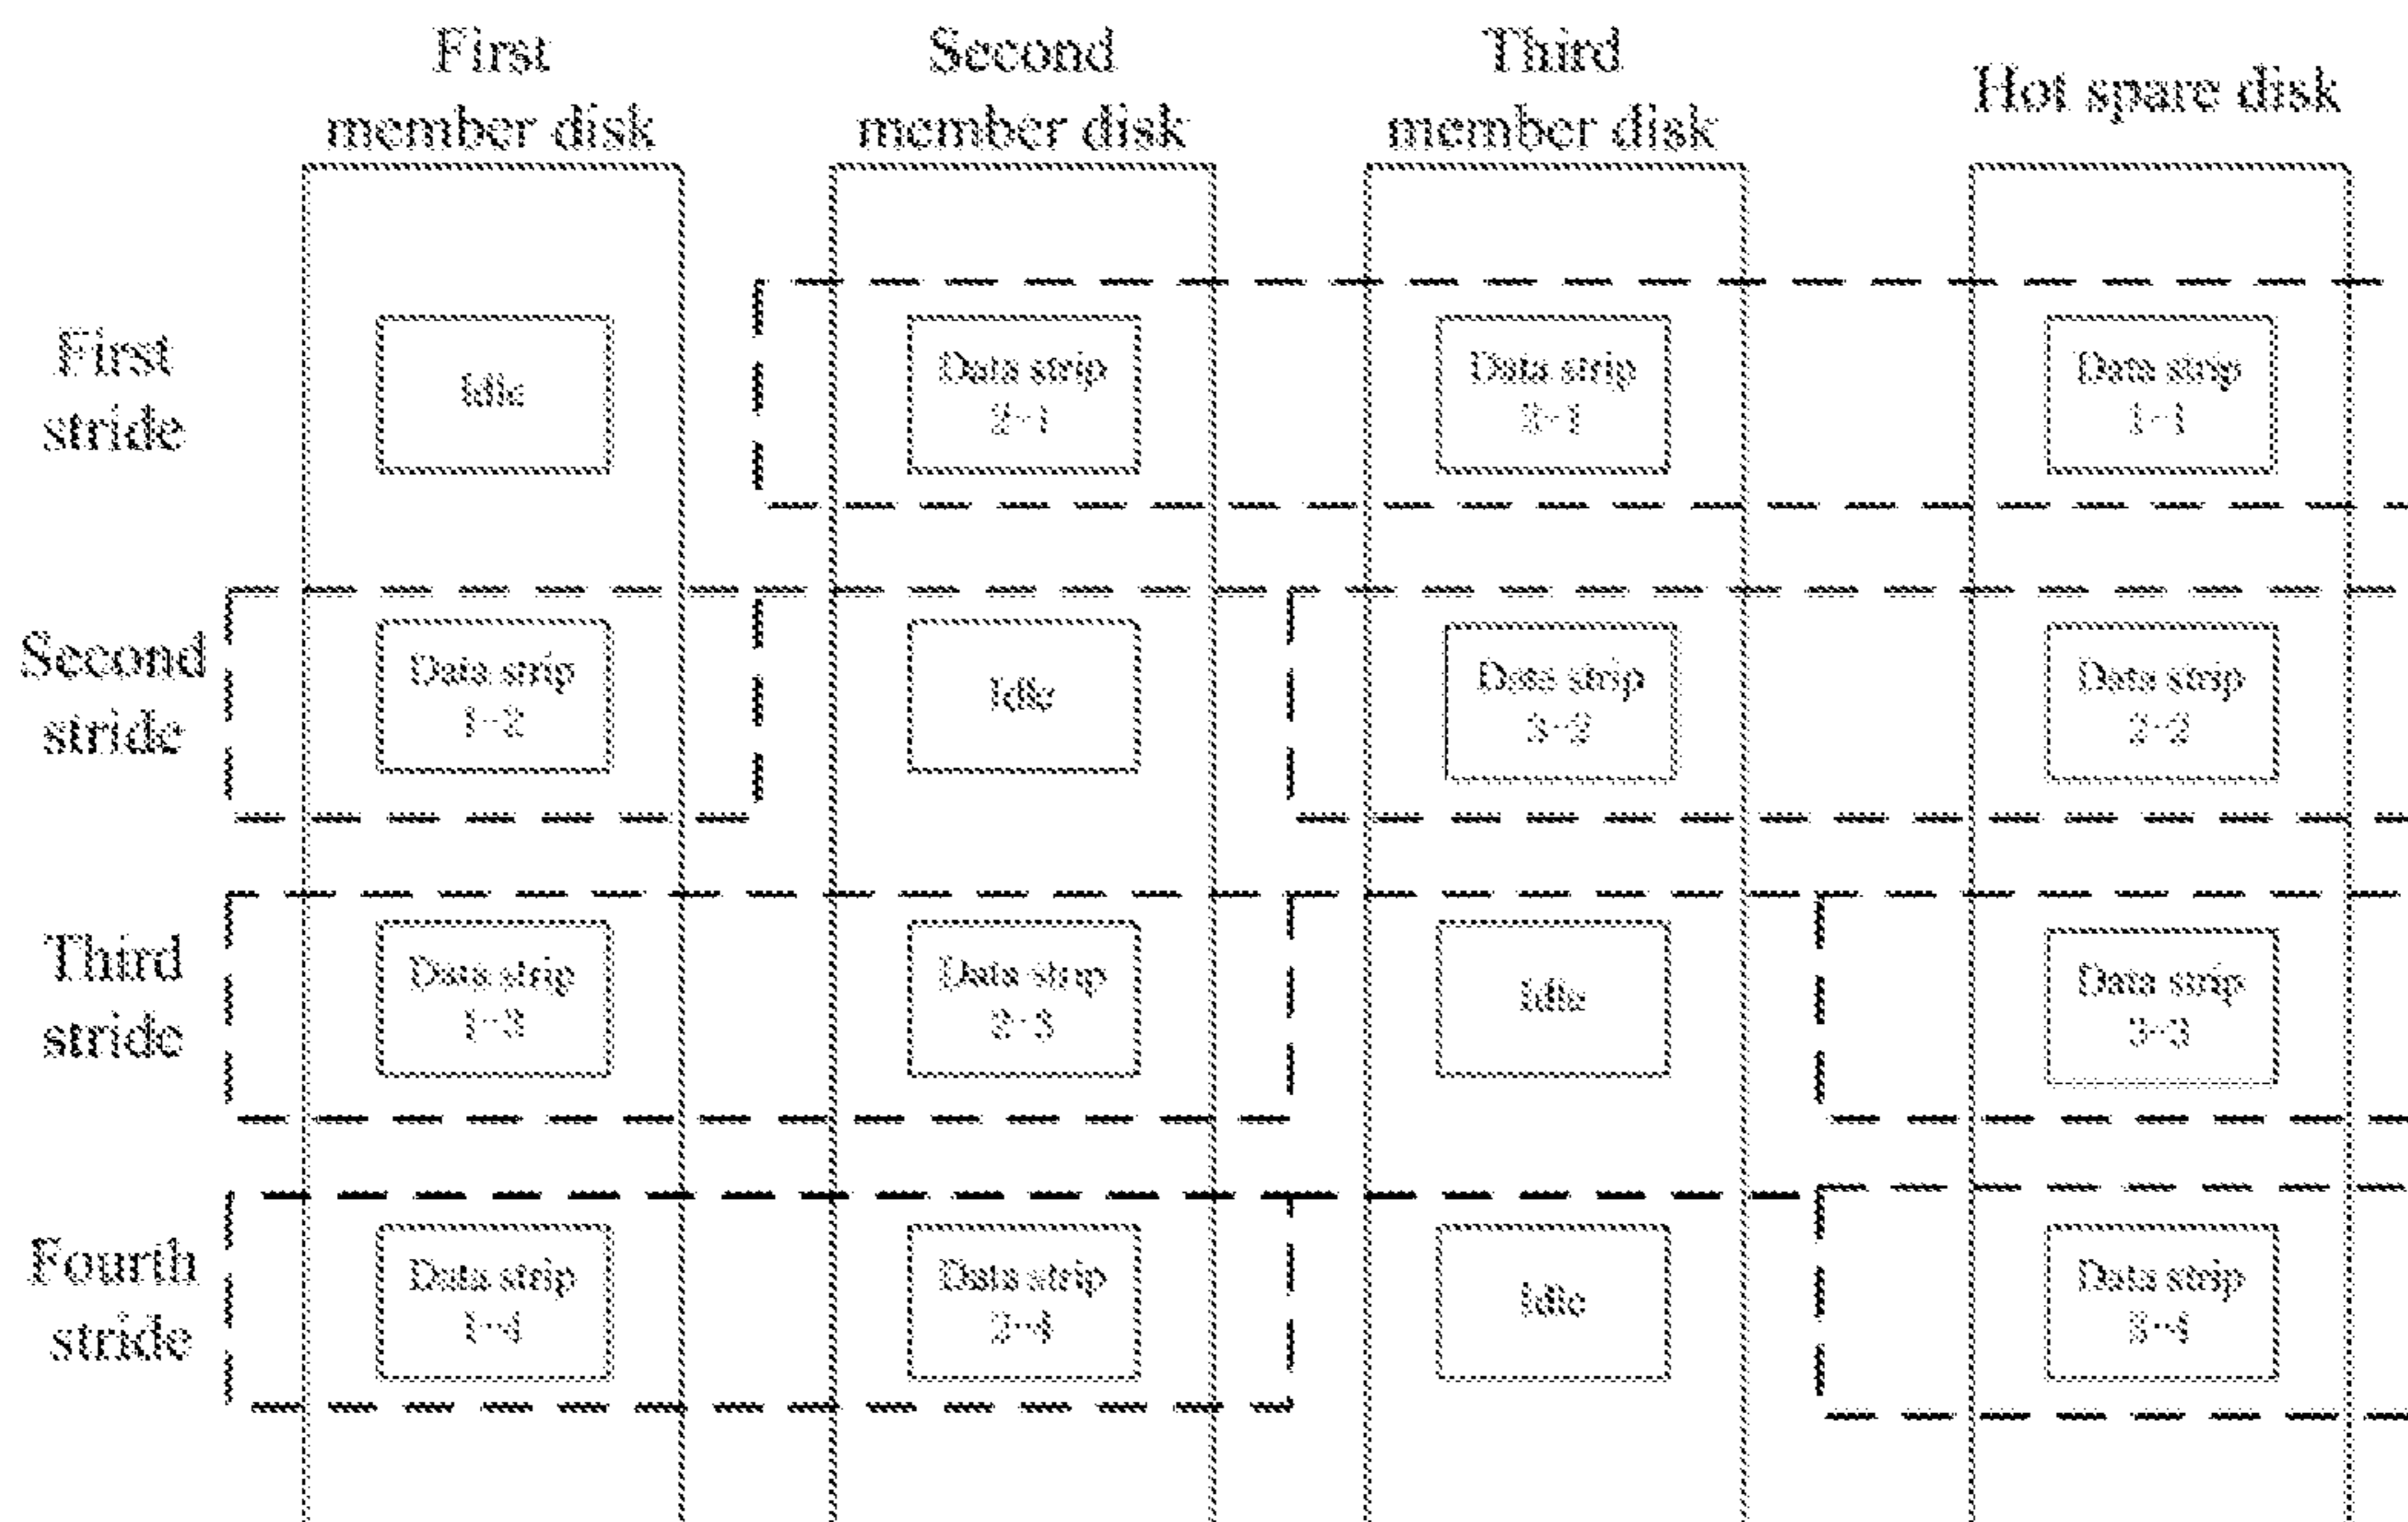 First
member disk
Second
member disk
Third
member disk
Hot spare disk
First
stride
Idle
Data strip
2-1
Data strip
3-1
Data strip
1-1
Second
stride
Data strip
1-2
Idle
Data strip
3-2
Data strip
2-2
Third
stride
Data strip
1-3
Data strip
2-3
Idle
Data strip
3-3
Fourth
stride
Data strip
1-4
Data strip
2-4
Idle
Data strip
3-4